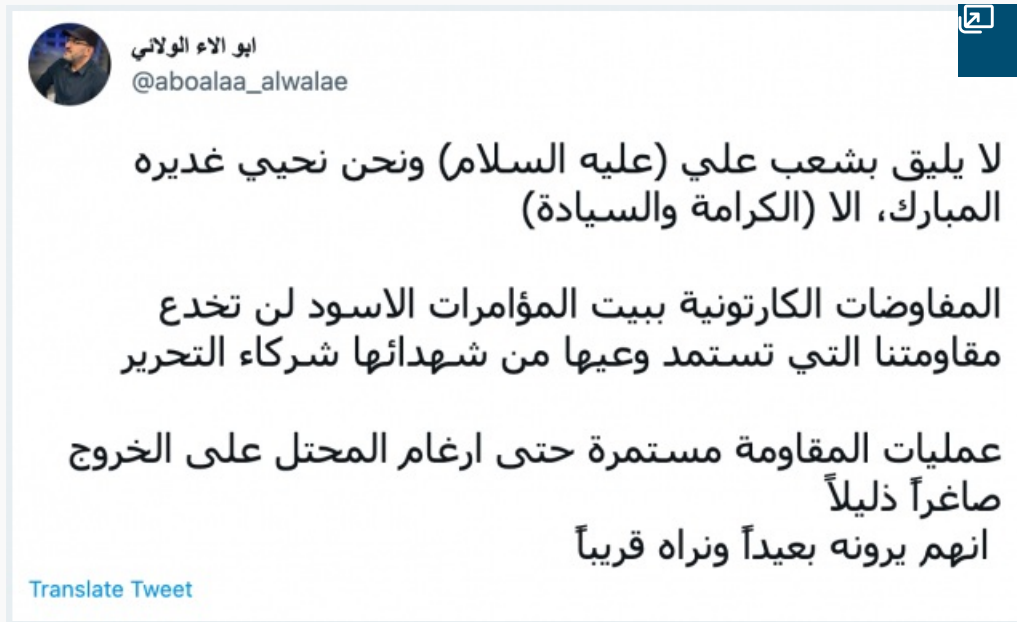 ابو الاء الولائي
@aboalaa_alwalae
لا يليق بشعب علي (عليه السلام) ونحن نحيي غديره
المبارك، الا (الكرامة والسيادة)
المفاوضات الكارتونية ببيت المؤامرات الاسود لن تخدع
مقاومتنا التي تستمد وعيها من شهدائها شركاء التحرير
عمليات المقاومة مستمرة حتى ارغام المحتل على الخروج
صاغراً ذليلاً
انهم يرونه بعيداً ونراه قريباً
Translate Tweet